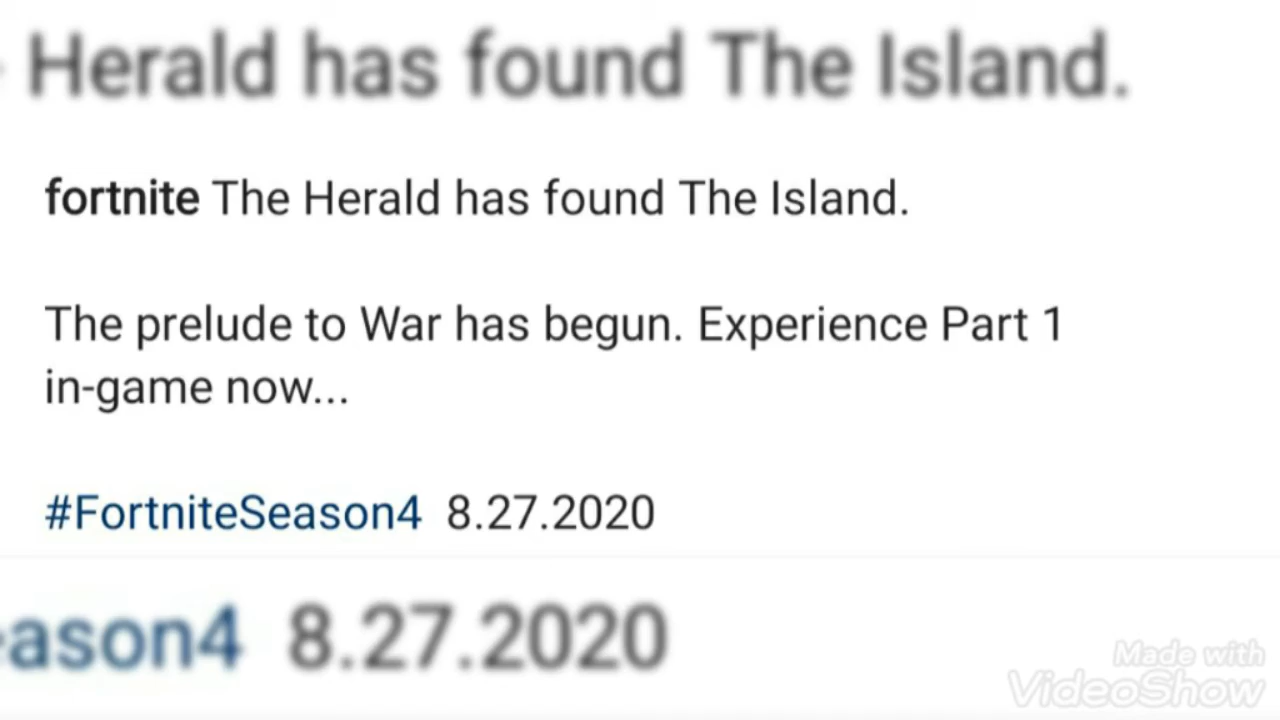 Herald has found The Island.
fortnite The Herald has found The Island.
The prelude to War has begun. Experience Part 1
in-game now...
#FortniteSeason4 8.27.2020
eason4 8.27.2020
Made with
VideoShow